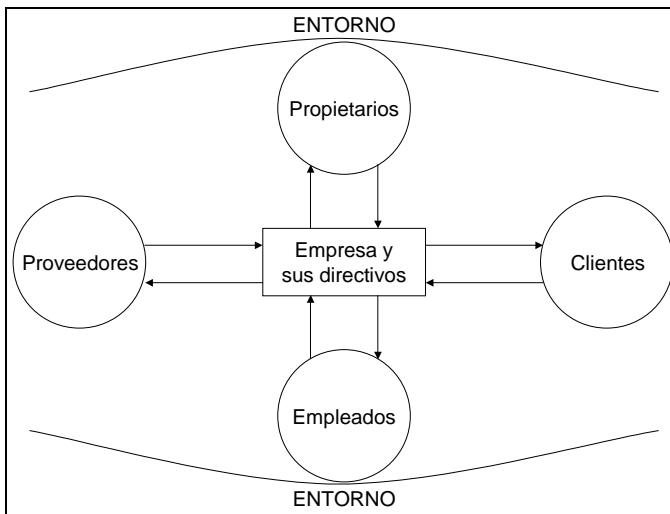 ENTORNO
Propietarios
Proveedores
Empresa y
sus directivos
Clientes
Empleados
ENTORNO